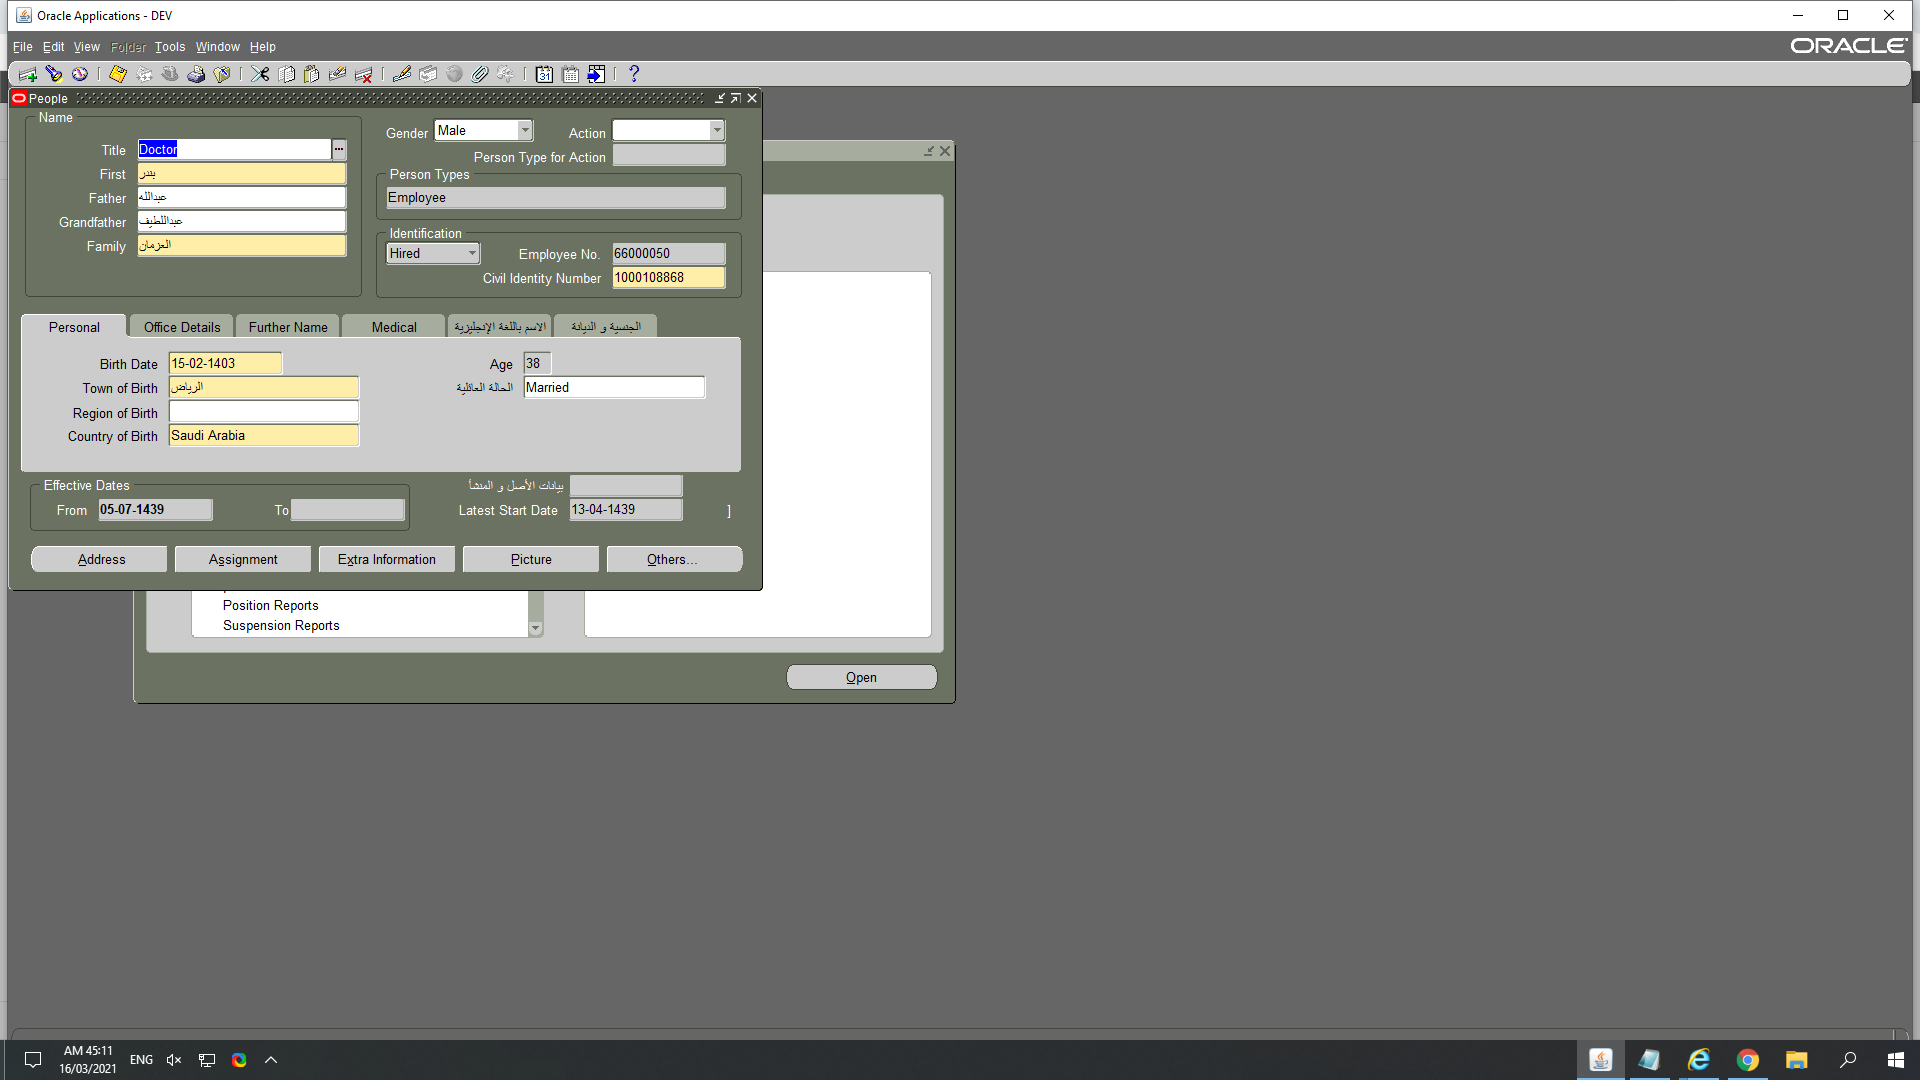 Oracle Applications - DEV
File Edit View Folder Tools Window Help
ORACLE
People
Name
Title Doctor
First بندر
Father عبدالله
Grandfather عبداللطيف
Family العزمان
Gender Male Action
Person Type for Action
Person Types
Employee
Identification
Hired Employee No. 66000050
Civil Identity Number 1000108868
Personal Office Details Further Name Medical الاسم باللغة الإنجليزية الجنسية و الديانة
Birth Date 15-02-1403 Age 38
Town of Birth الرياض الحالة العائلية Married
Region of Birth
Country of Birth Saudi Arabia
Effective Dates بيانات الأصل و المنشأ
From 05-07-1439 To Latest Start Date 13-04-1439 ]
Address Assignment Extra Information Picture Others...
Position Reports
Suspension Reports
Open
AM 45:11
16/03/2021
ENG
31